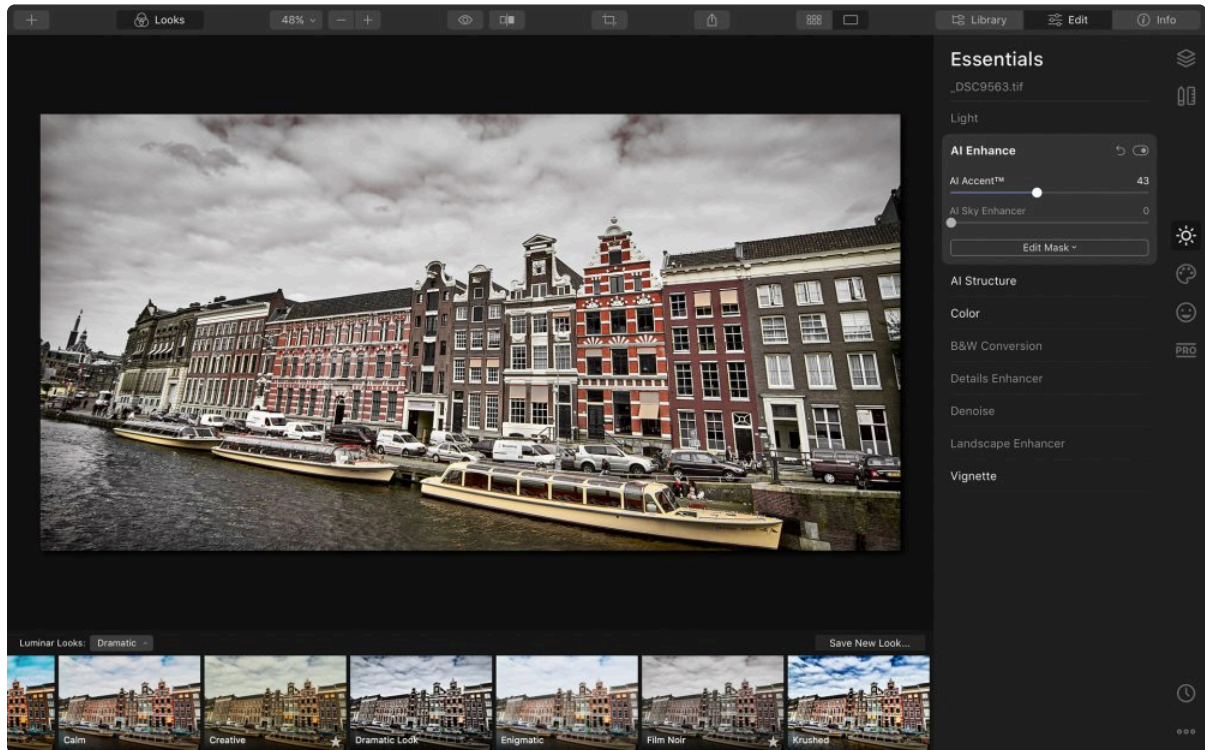 Looks
48%
Library
Edit
Info
Essentials
_DSC9563.tif
Light
AI Enhance
AI Accent™ 43
AI Sky Enhancer 0
Edit Mask
AI Structure
Color
B&W Conversion
PRO
Details Enhancer
Denoise
Landscape Enhancer
Vignette
Luminar Looks: Dramatic
Save New Look...
Calm
Creative
Dramatic Look
Enigmatic
Film Noir
Krushed